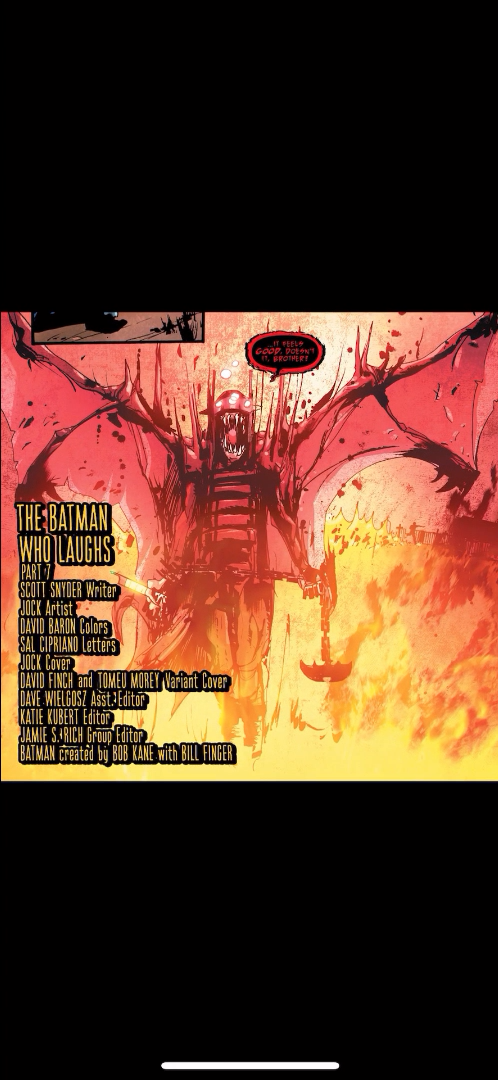 ...IT FEELS
GOOD, DOESN'T
IT, BROTHER?
THE BATMAN
WHO LAUGHS
PART 7
SCOTT SNYDER Writer
JOCK Artist
DAVID BARON Colors
SAL CIPRIANO Letters
JOCK Cover
DAVID FINCH and TOMEU MOREY Variant Cover
DAVE WIELGOSZ Asst. Editor
KATIE KUBERT Editor
JAMIE S. RICH Group Editor
BATMAN created by BOB KANE with BILL FINGER